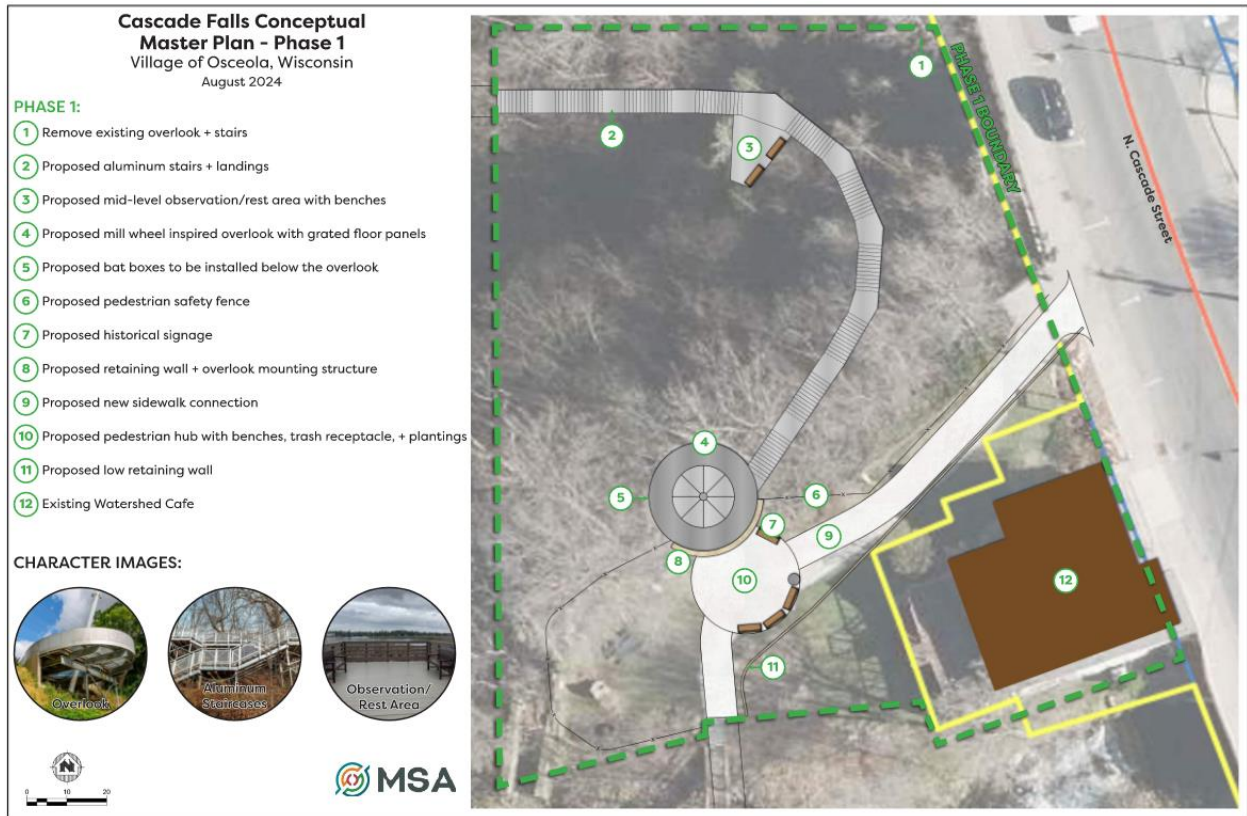 Cascade Falls Conceptual
Master Plan - Phase 1
Village of Osceola, Wisconsin
August 2024
PHASE 1:
1 Remove existing overlook + stairs
2 Proposed aluminum stairs + landings
3 Proposed mid-level observation/rest area with benches
4 Proposed mill wheel inspired overlook with grated floor panels
5 Proposed bat boxes to be installed below the overlook
6 Proposed pedestrian safety fence
7 Proposed historical signage
8 Proposed retaining wall + overlook mounting structure
9 Proposed new sidewalk connection
10 Proposed pedestrian hub with benches, trash receptacle, + plantings
11 Proposed low retaining wall
12 Existing Watershed Cafe
CHARACTER IMAGES:
Overlook
Aluminum
Staircases
Observation/
Rest Area
N
0 10 20
MSA
1
PHASE 1 BOUNDARY
2
3
N. Cascade Street
4
5
6
7
8
9
10
11
12